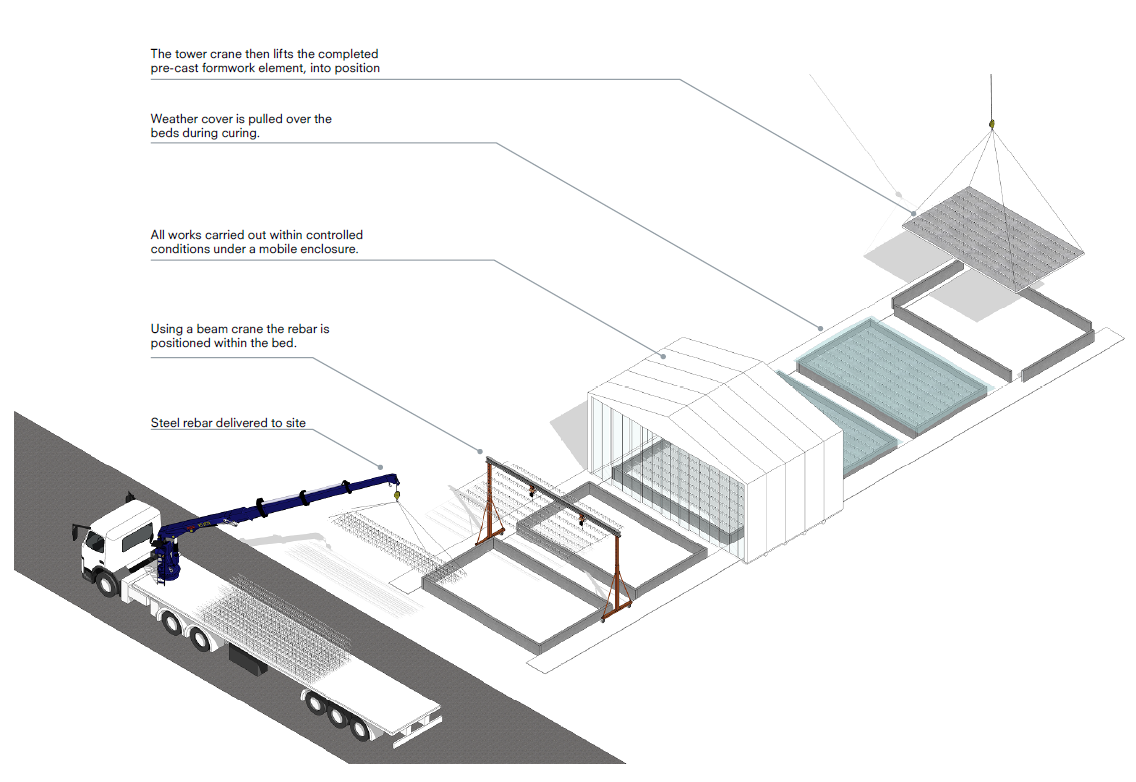 The tower crane then lifts the completed
pre-cast formwork element, into position
Weather cover is pulled over the
beds during curing.
All works carried out within controlled
conditions under a mobile enclosure.
Using a beam crane the rebar is
positioned within the bed.
Steel rebar delivered to site